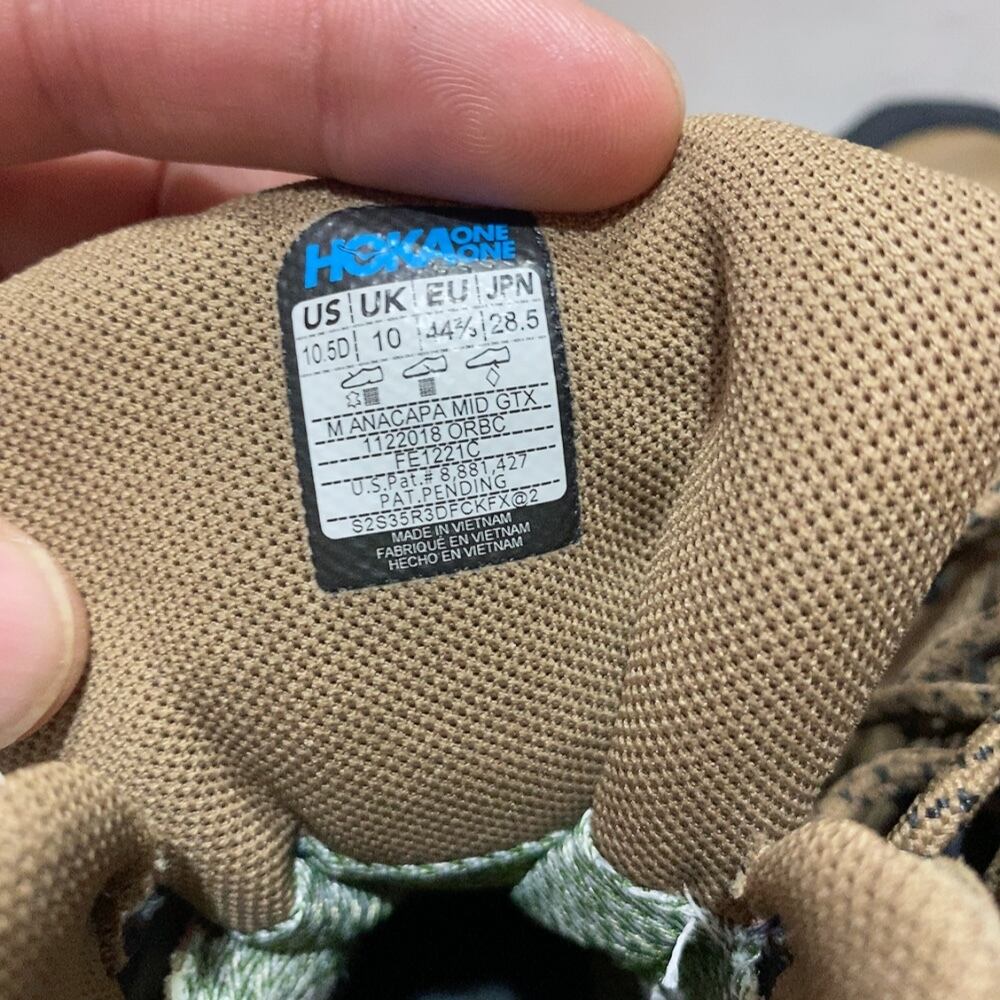 HOKA ONE ONE
US UK EU JPN
10.5D 10 44⅔ 28.5
M ANACAPA MID GTX
1122018 ORBC
FE1221C
U.S.Pat.# 8,881,427
PAT.PENDING
S2S35R3DFCKFX@2
MADE IN VIETNAM
FABRIQUÉ EN VIETNAM
HECHO EN VIETNAM